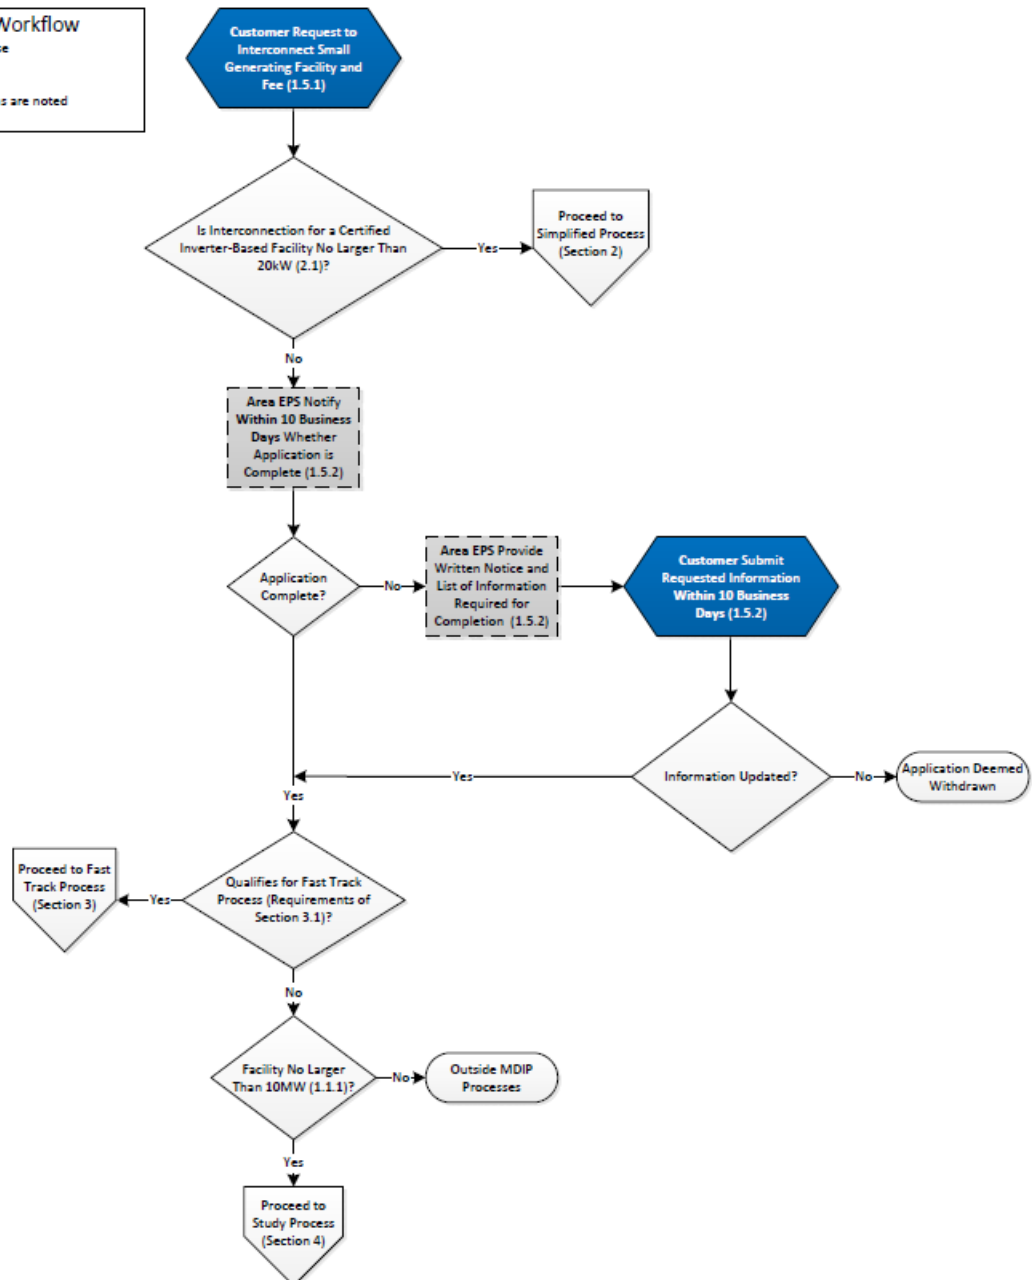 Workflow
se
s are noted
Customer Request to
Interconnect Small
Generating Facility and
Fee (1.5.1)
Is Interconnection for a Certified
Inverter-Based Facility No Larger Than
20kW (2.1)?
Yes
Proceed to
Simplified Process
(Section 2)
No
Area EPS Notify
Within 10 Business
Days Whether
Application is
Complete (1.5.2)
Application
Complete?
No
Area EPS Provide
Written Notice and
List of Information
Required for
Completion (1.5.2)
Customer Submit
Requested Information
Within 10 Business
Days (1.5.2)
Information Updated?
No
Application Deemed
Withdrawn
Yes
Yes
Qualifies for Fast Track
Process (Requirements of
Section 3.1)?
Yes
Proceed to Fast
Track Process
(Section 3)
No
Facility No Larger
Than 10MW (1.1.1)?
No
Outside MDIP
Processes
Yes
Proceed to
Study Process
(Section 4)